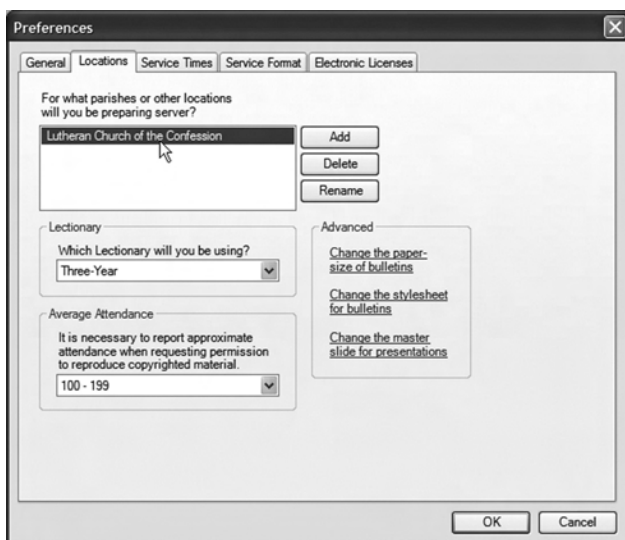 Preferences
General Locations Service Times Service Format Electronic Licenses
For what parishes or other locations
will you be preparing server?
Lutheran Church of the Confession
Add
Delete
Rename
Lectionary
Which Lectionary will you be using?
Three-Year
Average Attendance
It is necessary to report approximate
attendance when requesting permission
to reproduce copyrighted material.
100 - 199
Advanced
Change the paper-
size of bulletins
Change the stylesheet
for bulletins
Change the master
slide for presentations
OK Cancel